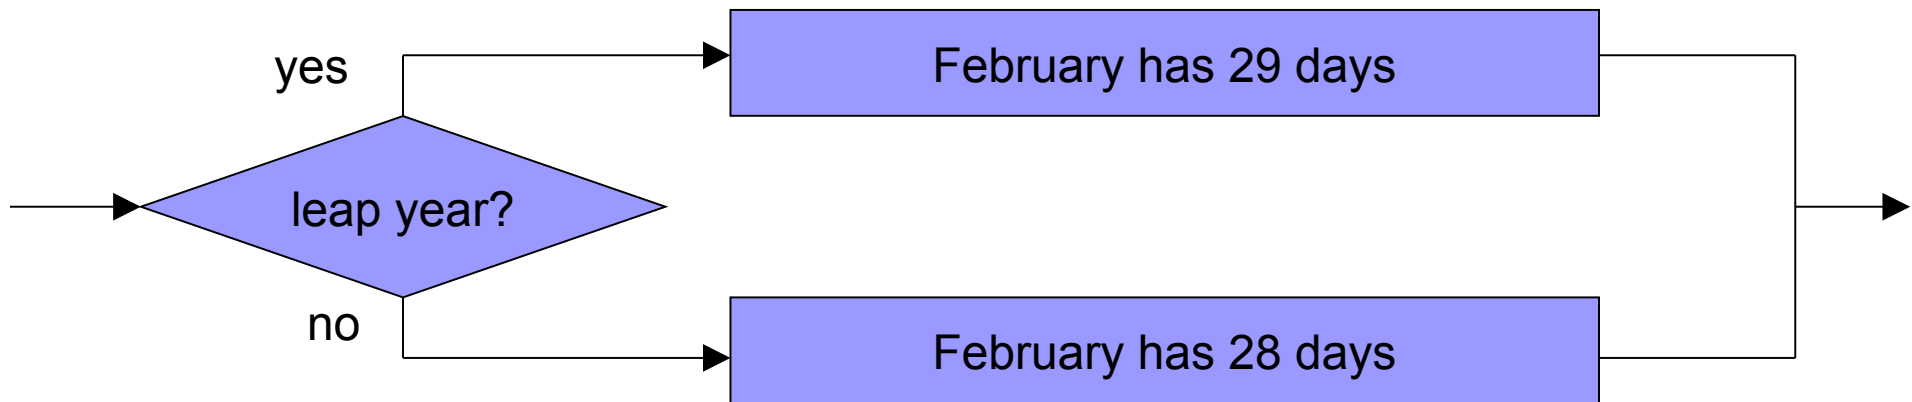 yes
February has 29 days
leap year?
no
February has 28 days